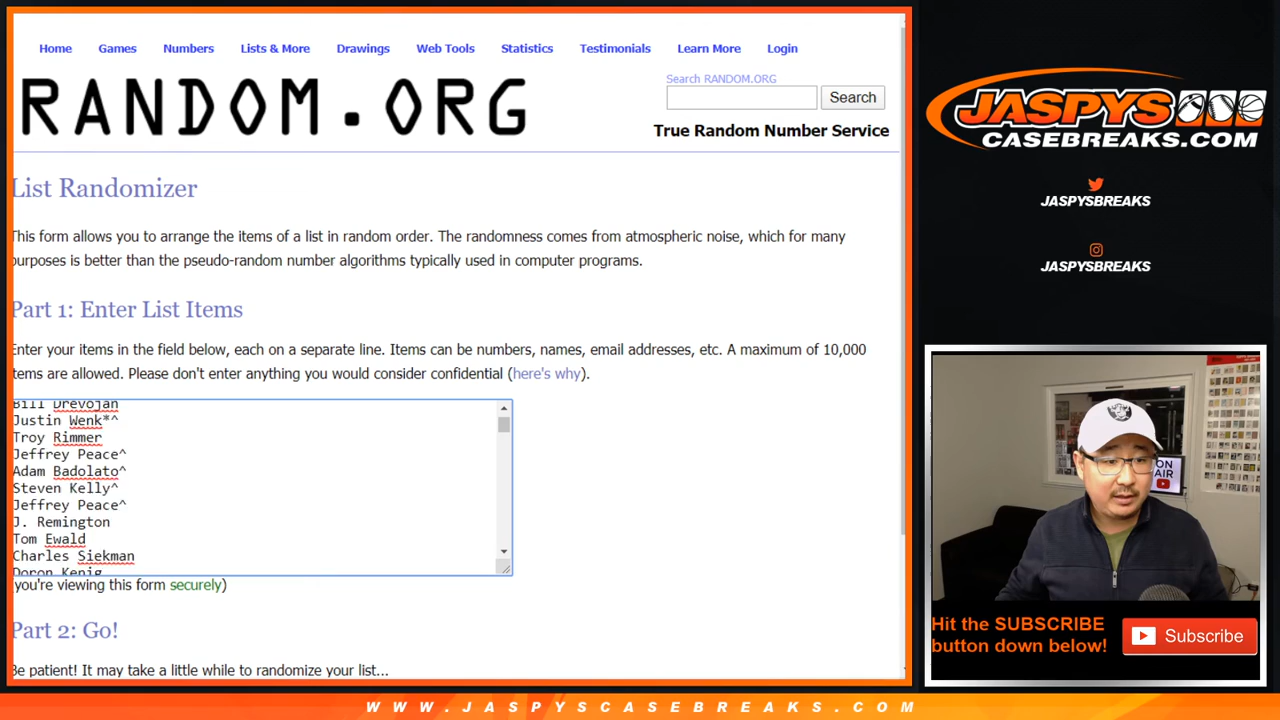 Home Games Numbers Lists & More Drawings Web Tools Statistics Testimonials Learn More Login
RANDOM.ORG
Search RANDOM.ORG
Search
True Random Number Service
List Randomizer
This form allows you to arrange the items of a list in random order. The randomness comes from atmospheric noise, which for many
purposes is better than the pseudo-random number algorithms typically used in computer programs.
Part 1: Enter List Items
Enter your items in the field below, each on a separate line. Items can be numbers, names, email addresses, etc. A maximum of 10,000
items are allowed. Please don't enter anything you would consider confidential (here's why).
Bill Drevojan
Justin Wenk*^
Troy Rimmer
Jeffrey Peace^
Adam Badolato^
Steven Kelly^
Jeffrey Peace^
J. Remington
Tom Ewald
Charles Siekman
Doron Kenig
(you're viewing this form securely)
Part 2: Go!
Be patient! It may take a little while to randomize your list...
JASPYS
CASEBREAKS.COM
JASPYSBREAKS
JASPYSBREAKS
ON
AIR
Hit the SUBSCRIBE
button down below!
Subscribe
WWW.JASPYSCASEBREAKS.COM